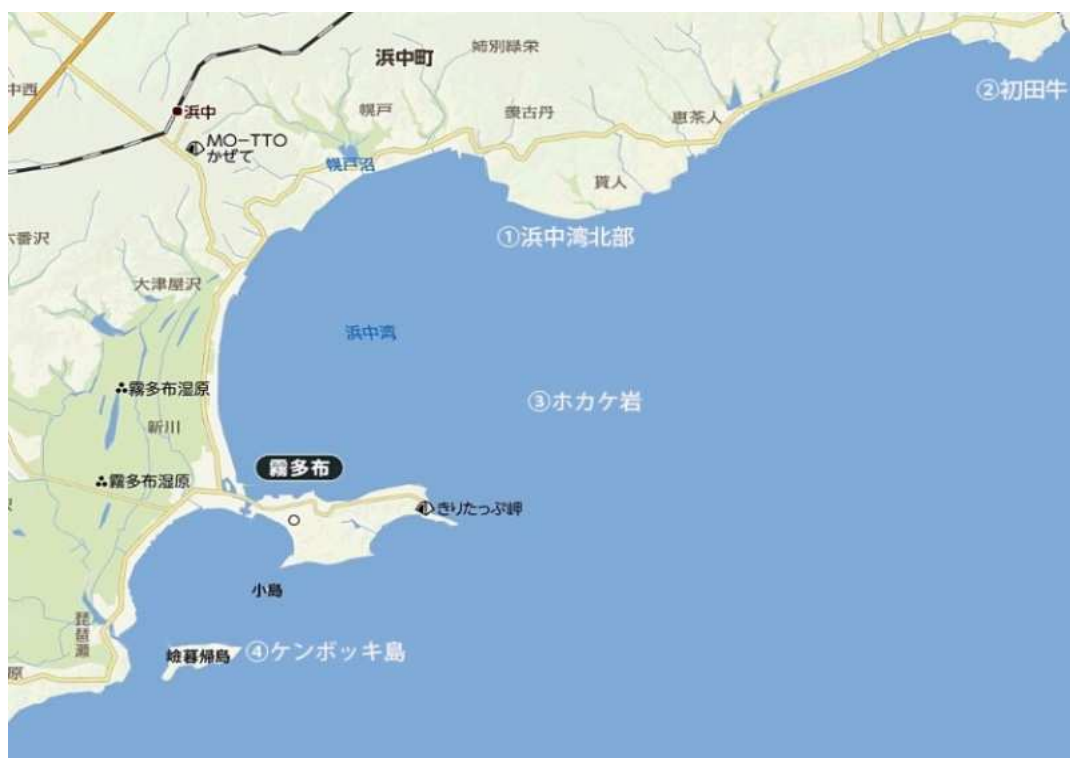 浜中町
姉別緑栄
中西
②初田牛
浜中
幌戸
羨古丹
恵茶人
MO-TTO
かぜて
幌戸沼
貰人
六番沢
①浜中湾北部
大津屋沢
浜中湾
霧多布湿原
③ホカケ岩
新川
霧多布
霧多布湿原
きりたっぷ岬
小島
琵琶瀬
嶮暮帰島
④ケンボッキ島
原